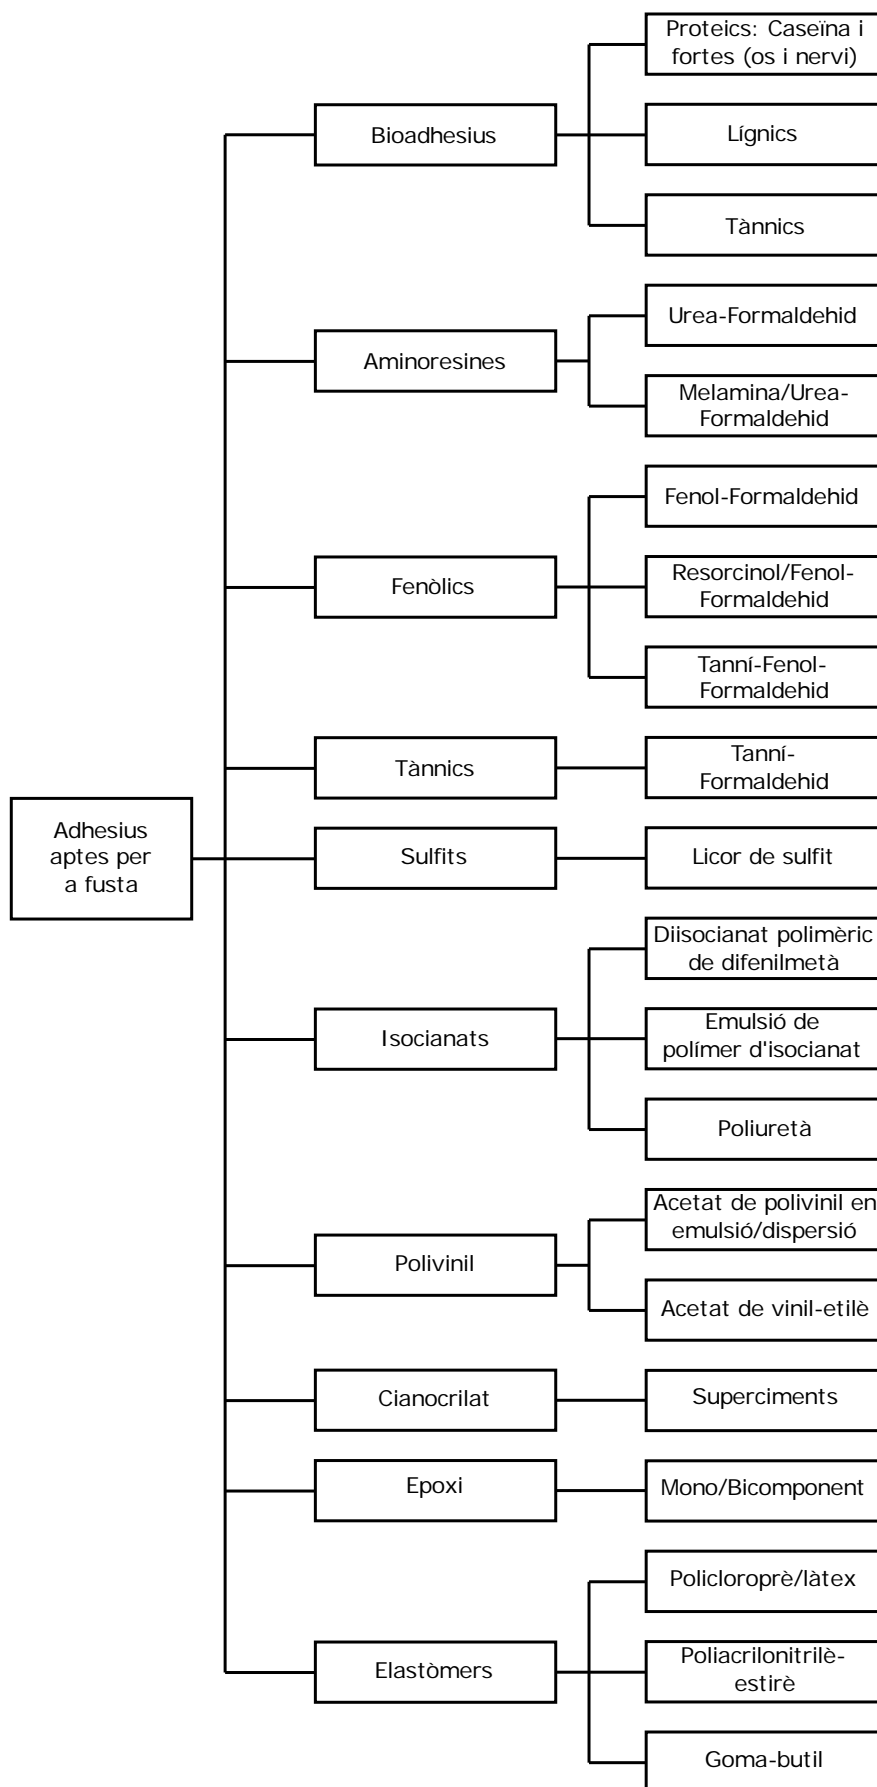 Adhesius
aptes per
a fusta
Bioadhesius
Proteics: Caseïna i
fortes (os i nervi)
Lígnics
Tànnics
Aminoresines
Urea-Formaldehid
Melamina/Urea-
Formaldehid
Fenòlics
Fenol-Formaldehid
Resorcinol/Fenol-
Formaldehid
Tanní-Fenol-
Formaldehid
Tànnics
Tanní-
Formaldehid
Sulfits
Licor de sulfit
Isocianats
Diisocianat polimèric
de difenilmetà
Emulsió de
polímer d'isocianat
Poliuretà
Polivinil
Acetat de polivinil en
emulsió/dispersió
Acetat de vinil-etilè
Cianocrilat
Superciments
Epoxi
Mono/Bicomponent
Elastòmers
Policloroprè/làtex
Poliacrilonitrilè-
estirè
Goma-butil